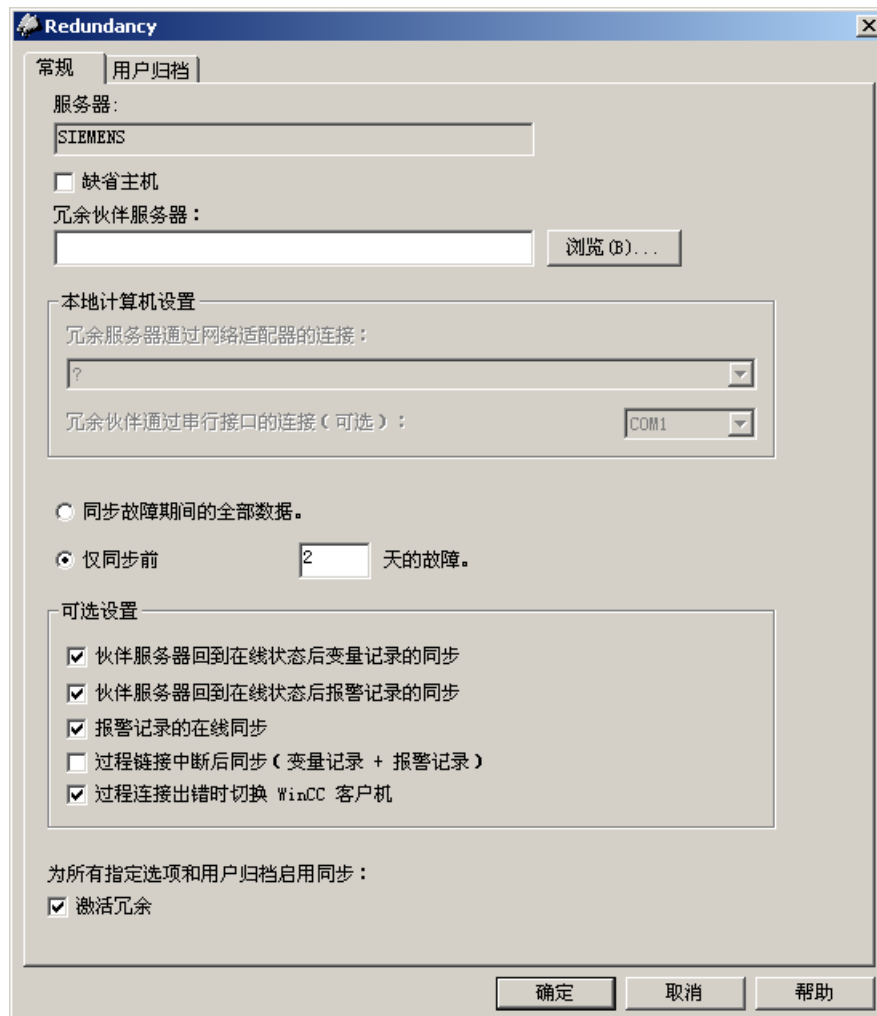 Redundancy
常规 用户归档
服务器:
SIEMENS
缺省主机
冗余伙伴服务器：
浏览(B)...
本地计算机设置
冗余服务器通过网络适配器的连接：
?
冗余伙伴通过串行接口的连接(可选)： COM1
同步故障期间的全部数据。
仅同步前 2 天的故障。
可选设置
伙伴服务器回到在线状态后变量记录的同步
伙伴服务器回到在线状态后报警记录的同步
报警记录的在线同步
过程链接中断后同步(变量记录 + 报警记录)
过程连接出错时切换 WinCC 客户机
为所有指定选项和用户归档启用同步：
激活冗余
确定 取消 帮助